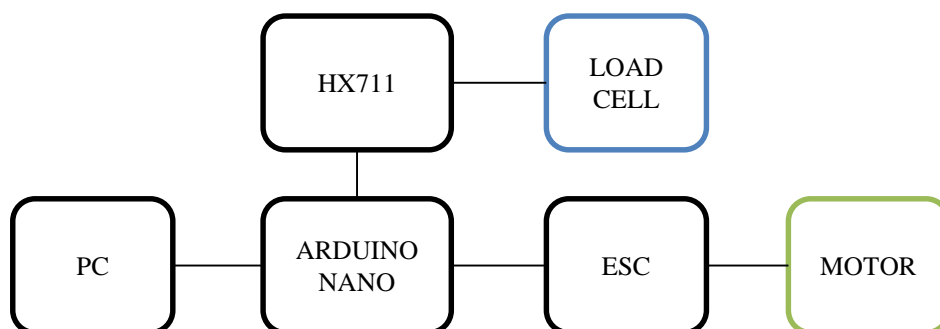 HX711
LOAD
CELL
PC
ARDUINO
NANO
ESC
MOTOR